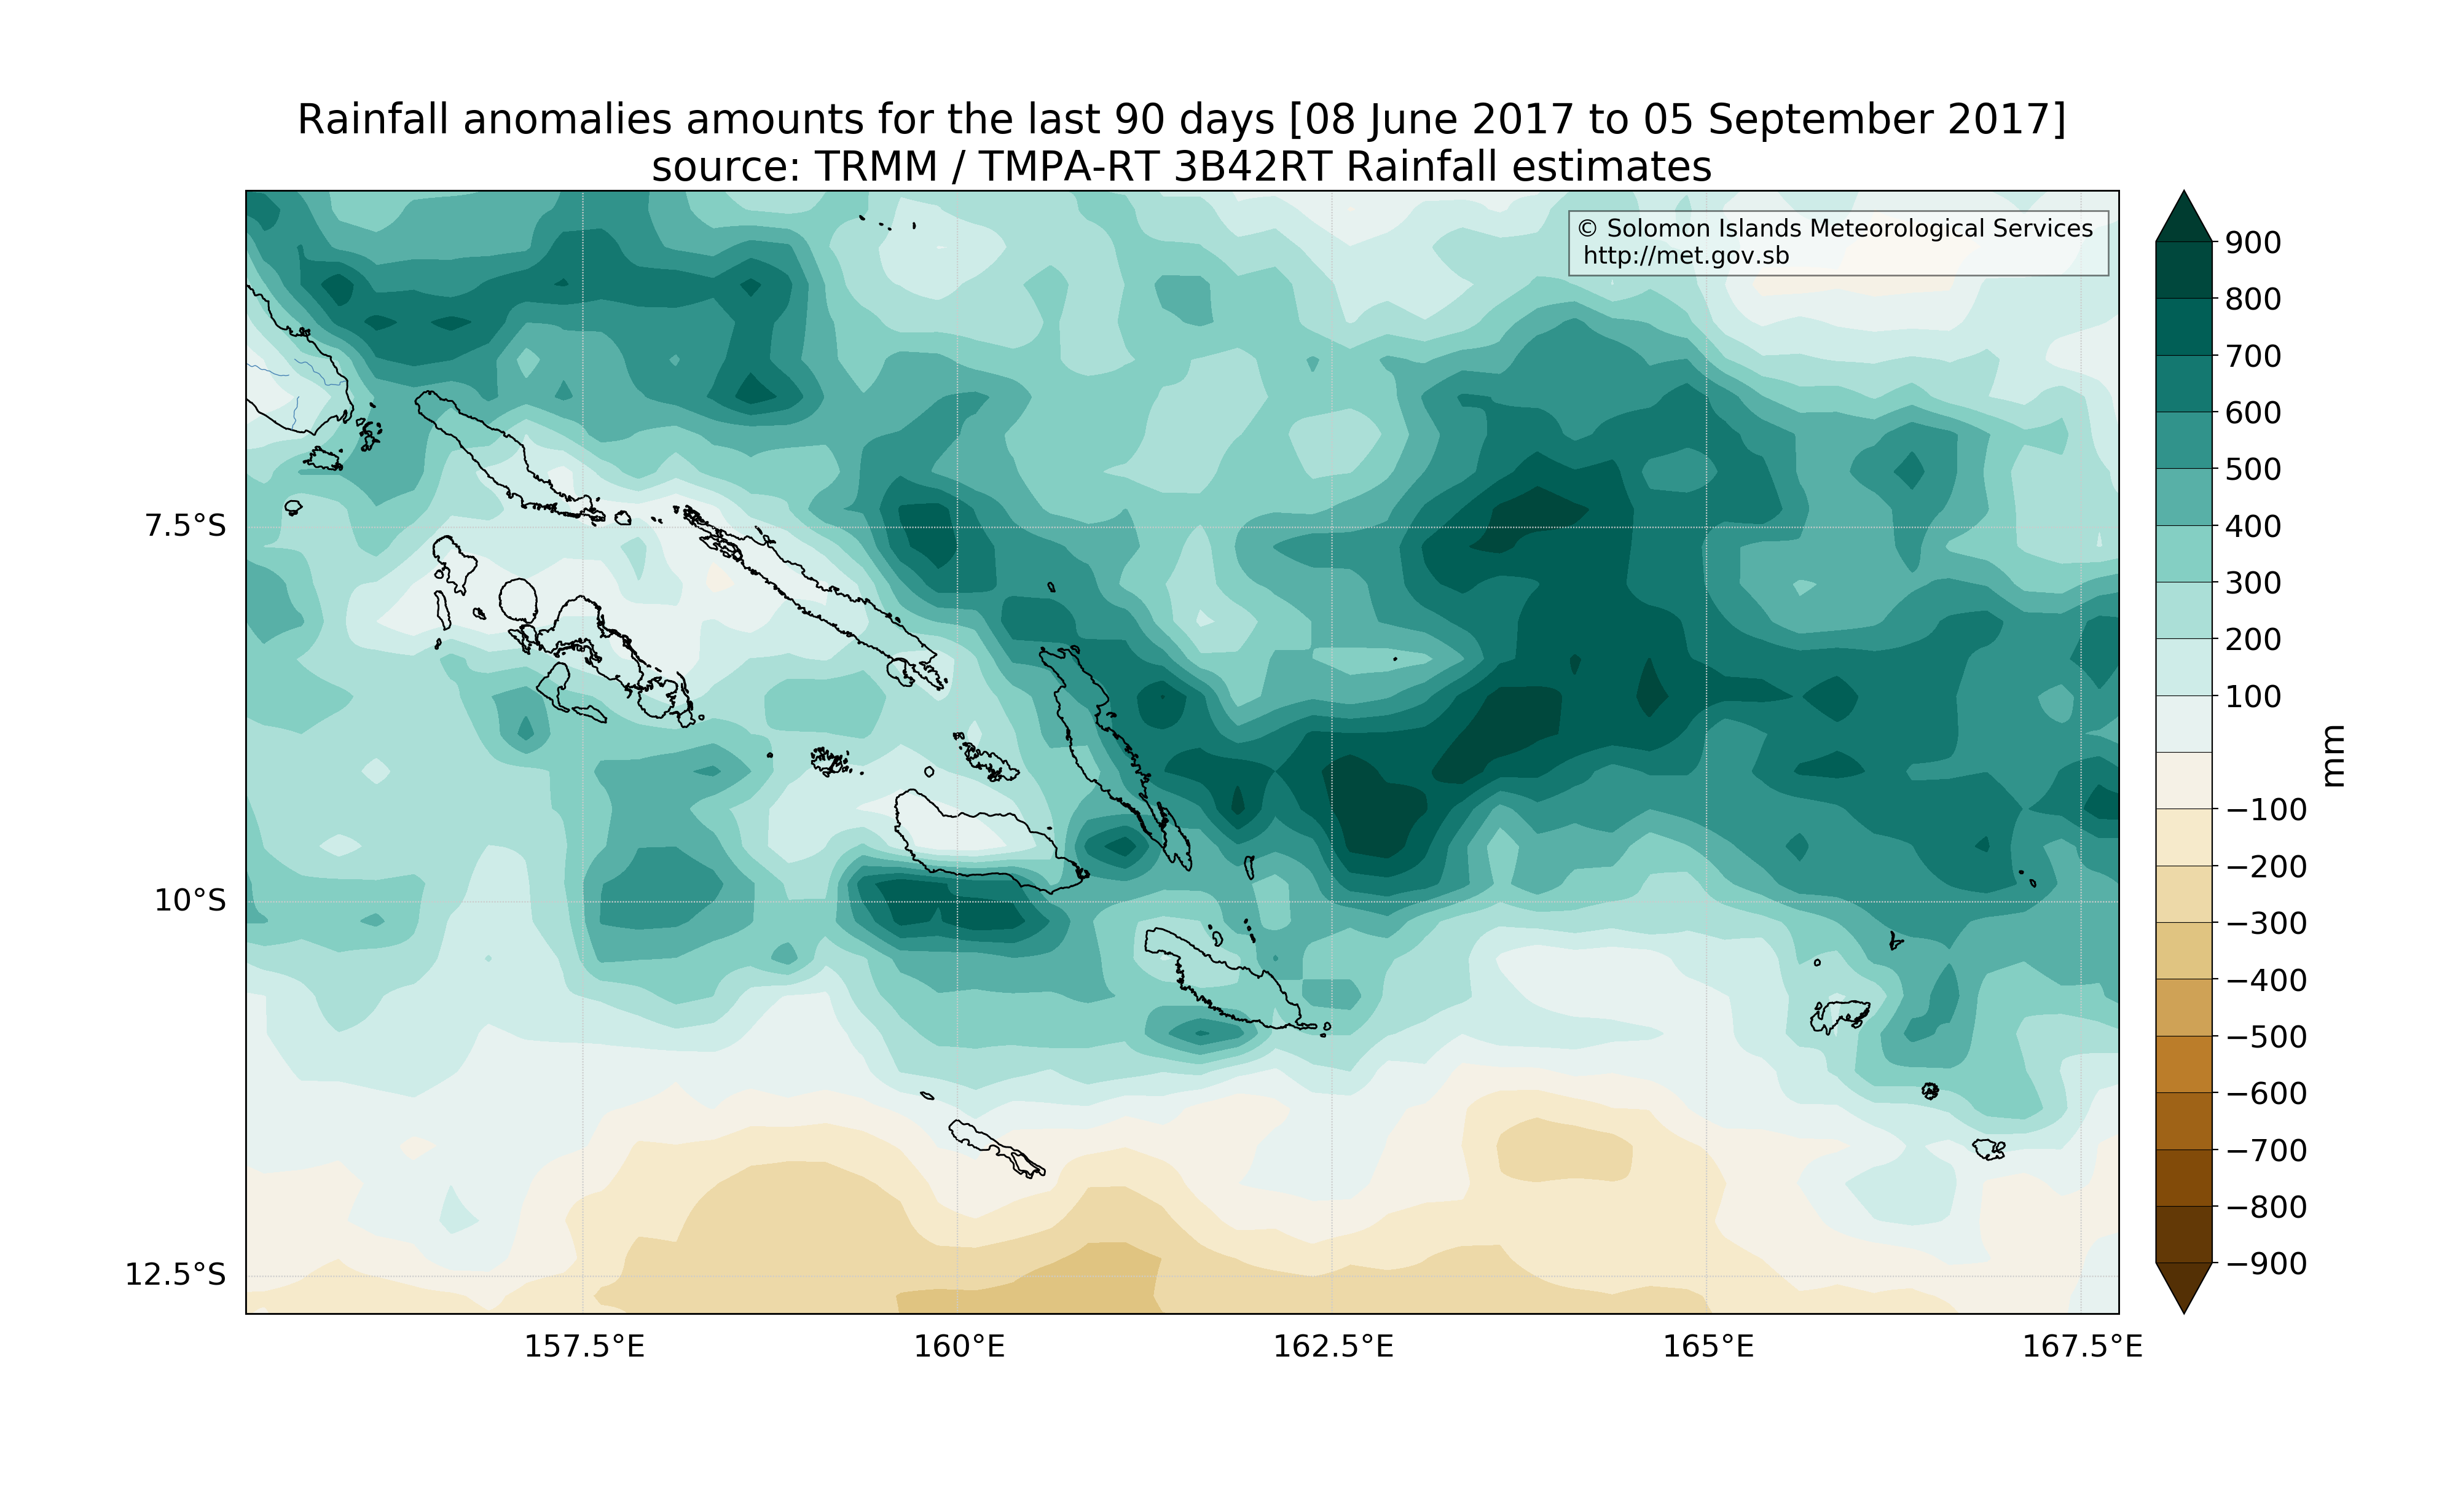 Rainfall anomalies amounts for the last 90 days [08 June 2017 to 05 September 2017]
source: TRMM / TMPA-RT 3B42RT Rainfall estimates
© Solomon Islands Meteorological Services
http://met.gov.sb
7.5°S
10°S
12.5°S
157.5°E
160°E
162.5°E
165°E
167.5°E
900
800
700
600
500
400
300
200
100
−100
−200
−300
−400
−500
−600
−700
−800
−900
mm